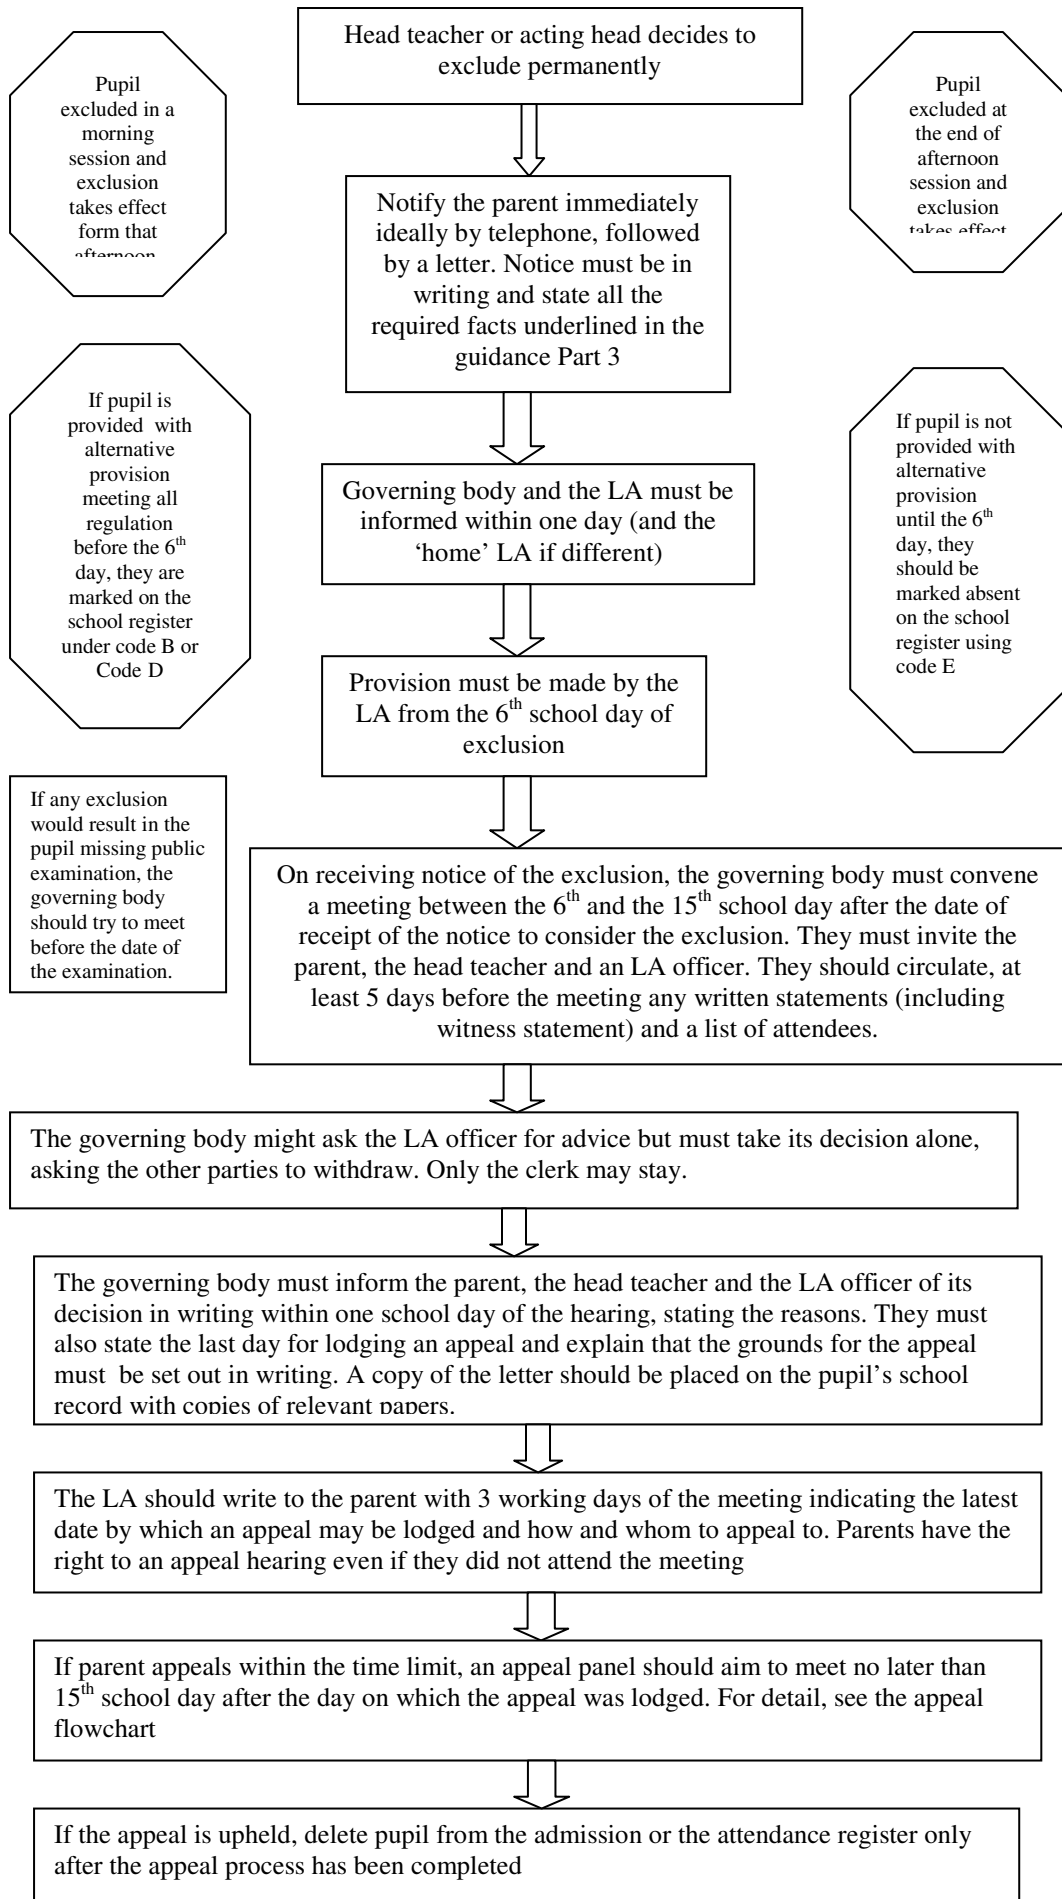 Head teacher or acting head decides to
exclude permanently
Pupil
excluded in a
morning
session and
exclusion
takes effect
form that
afternoon
Pupil
excluded at
the end of
afternoon
session and
exclusion
takes effect
Notify the parent immediately
ideally by telephone, followed
by a letter. Notice must be in
writing and state all the
required facts underlined in the
guidance Part 3
If pupil is
provided with
alternative
provision
meeting all
regulation
before the 6th
day, they are
marked on the
school register
under code B or
Code D
If pupil is not
provided with
alternative
provision
until the 6th
day, they
should be
marked absent
on the school
register using
code E
Governing body and the LA must be
informed within one day (and the
‘home’ LA if different)
Provision must be made by the
LA from the 6th school day of
exclusion
If any exclusion
would result in the
pupil missing public
examination, the
governing body
should try to meet
before the date of
the examination.
On receiving notice of the exclusion, the governing body must convene
a meeting between the 6th and the 15th school day after the date of
receipt of the notice to consider the exclusion. They must invite the
parent, the head teacher and an LA officer. They should circulate, at
least 5 days before the meeting any written statements (including
witness statement) and a list of attendees.
The governing body might ask the LA officer for advice but must take its decision alone,
asking the other parties to withdraw. Only the clerk may stay.
The governing body must inform the parent, the head teacher and the LA officer of its
decision in writing within one school day of the hearing, stating the reasons. They must
also state the last day for lodging an appeal and explain that the grounds for the appeal
must be set out in writing. A copy of the letter should be placed on the pupil’s school
record with copies of relevant papers.
The LA should write to the parent with 3 working days of the meeting indicating the latest
date by which an appeal may be lodged and how and whom to appeal to. Parents have the
right to an appeal hearing even if they did not attend the meeting
If parent appeals within the time limit, an appeal panel should aim to meet no later than
15th school day after the day on which the appeal was lodged. For detail, see the appeal
flowchart
If the appeal is upheld, delete pupil from the admission or the attendance register only
after the appeal process has been completed